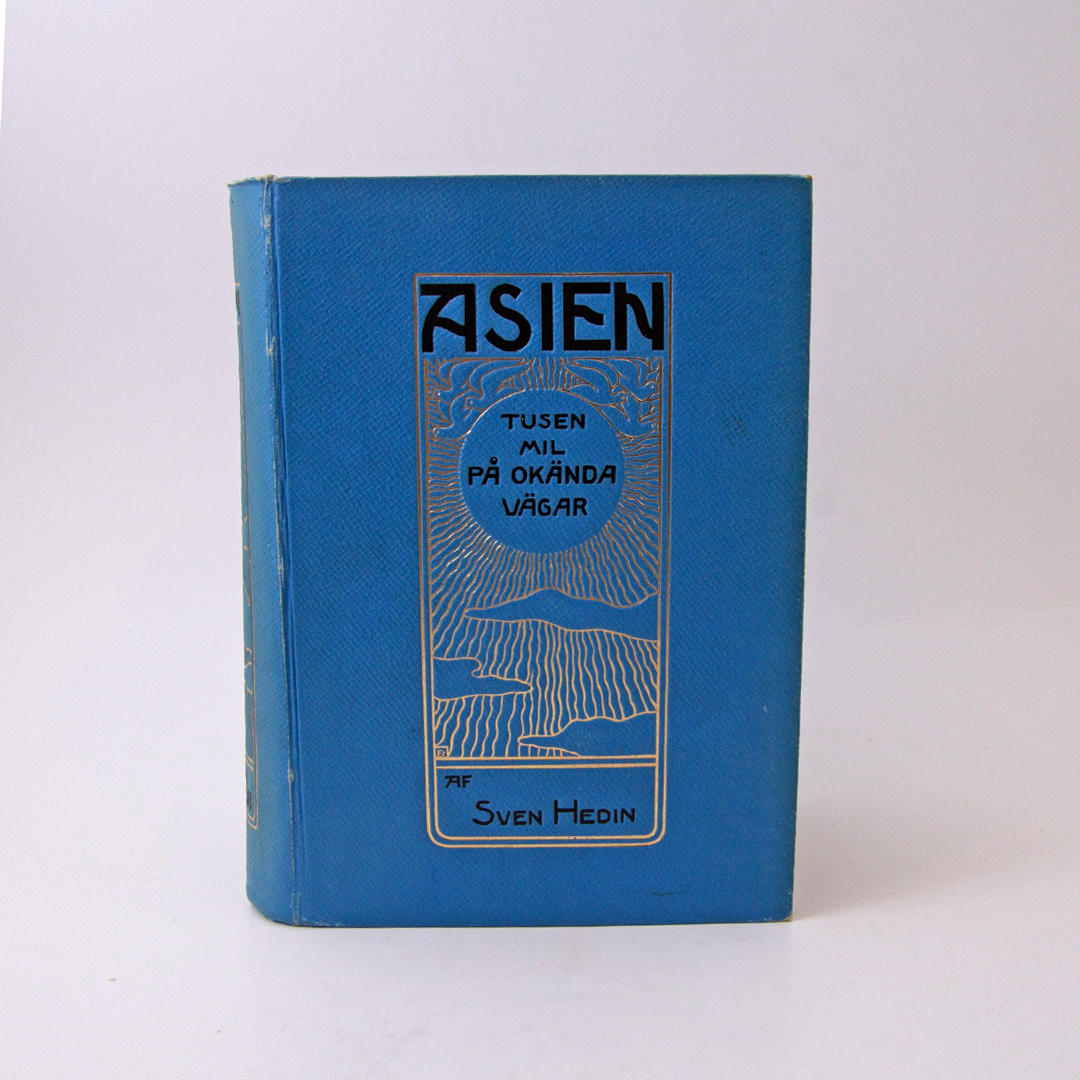 ASIEN
TUSEN
MIL
PÅ OKÄNDA
VÄGAR
AF
SVEN HEDIN